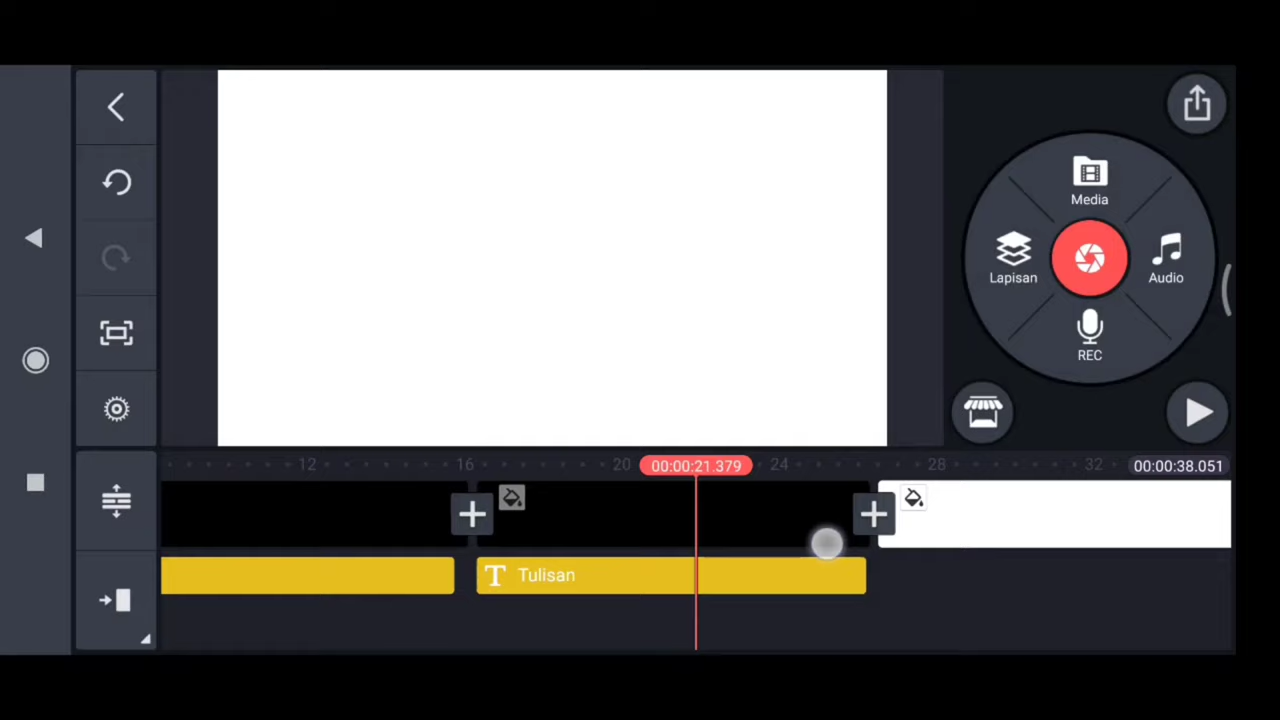 Media
Lapisan
Audio
REC
12
16
20
00:00:21.379
24
28
32
00:00:38.051
T Tulisan